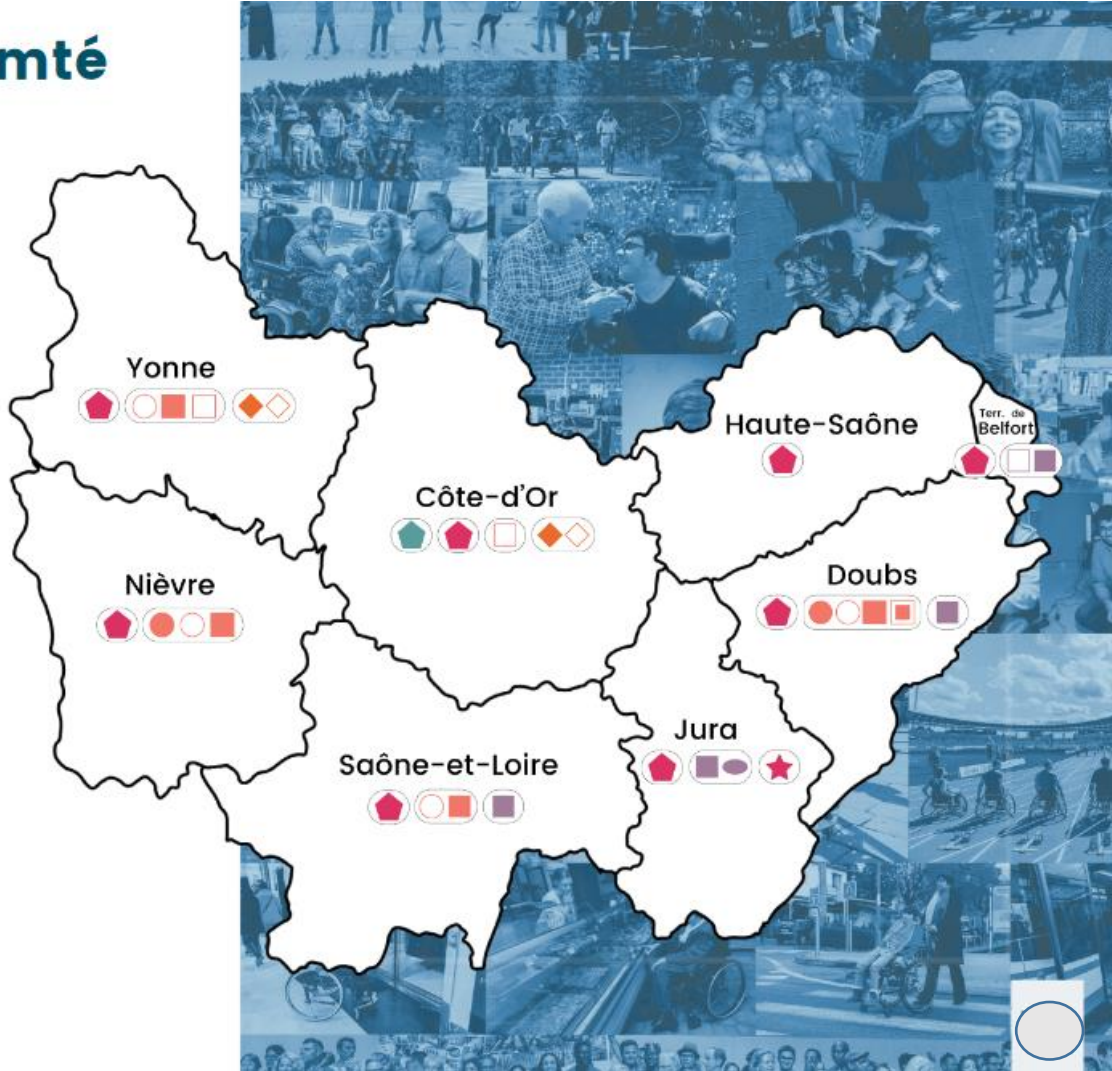 mté
Yonne
Haute-Saône
Terr. de
Belfort
Côte-d'Or
Nièvre
Doubs
Jura
Saône-et-Loire